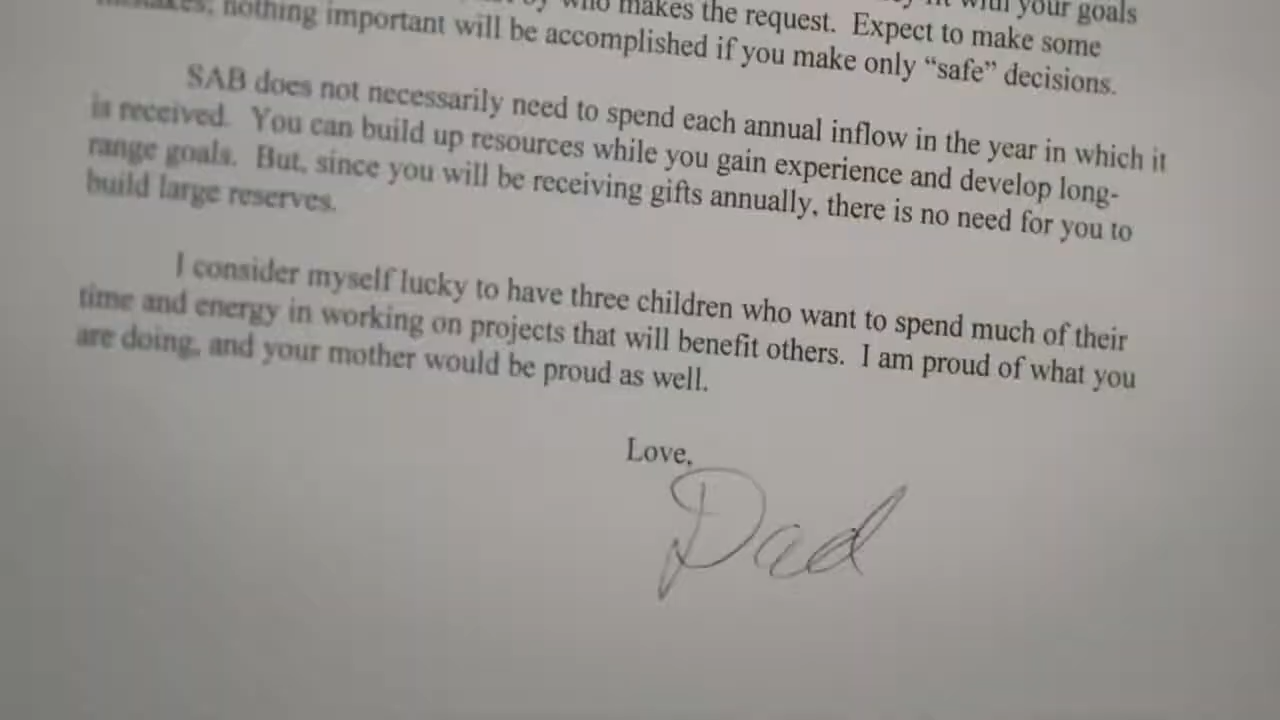 with your goals
who makes the request. Expect to make some
mistakes; nothing important will be accomplished if you make only “safe” decisions.
SAB does not necessarily need to spend each annual inflow in the year in which it
is received. You can build up resources while you gain experience and develop long-
range goals. But, since you will be receiving gifts annually, there is no need for you to
build large reserves.
I consider myself lucky to have three children who want to spend much of their
time and energy in working on projects that will benefit others. I am proud of what you
are doing, and your mother would be proud as well.
Love,
Dad